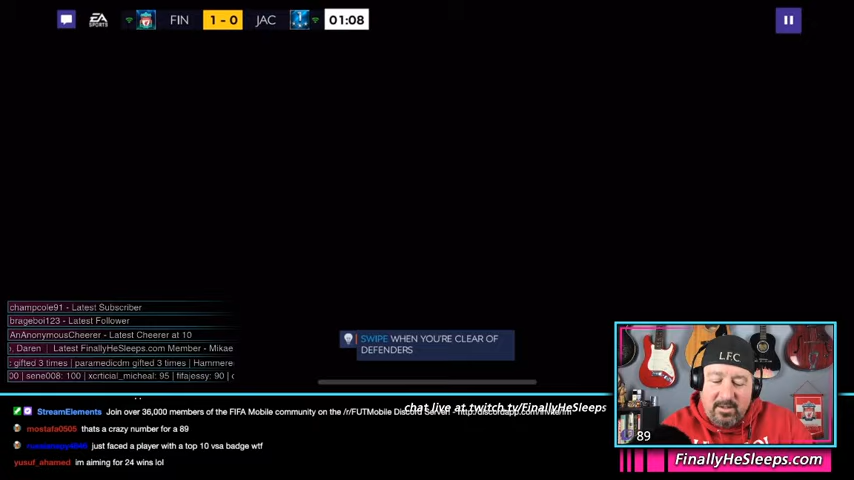 EA SPORTS
FIN 1 - 0 JAC 01:08
champcole91 - Latest Subscriber
brageboi123 - Latest Follower
AnAnonymousCheerer - Latest Cheerer at 10
, Daren | Latest FinallyHeSleeps.com Member - Mikae
gifted 3 times | paramedicdm gifted 3 times | Hammere
00 | sene008: 100 | xcrticial_micheal: 95 | fifajessy: 90 |
SWIPE WHEN YOU'RE CLEAR OF
DEFENDERS
L.F.C
89
chat live at twitch.tv/FinallyHeSleeps
StreamElements Join over 36,000 members of the FIFA Mobile community on the /r/FUTMobile Discord Server
mostafa0505 thats a crazy number for a 89
just faced a player with a top 10 vsa badge wtf
yusuf_ahamed im aiming for 24 wins lol
FinallyHeSleeps.com